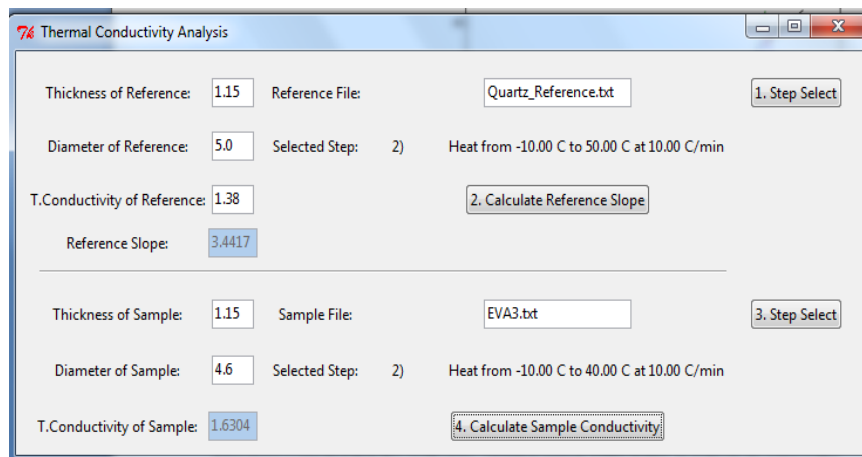 Thermal Conductivity Analysis
Thickness of Reference: 1.15 Reference File: Quartz_Reference.txt 1. Step Select
Diameter of Reference: 5.0 Selected Step: 2) Heat from -10.00 C to 50.00 C at 10.00 C/min
T.Conductivity of Reference: 1.38 2. Calculate Reference Slope
Reference Slope: 3.4417
Thickness of Sample: 1.15 Sample File: EVA3.txt 3. Step Select
Diameter of Sample: 4.6 Selected Step: 2) Heat from -10.00 C to 40.00 C at 10.00 C/min
T.Conductivity of Sample: 1.6304 4. Calculate Sample Conductivity